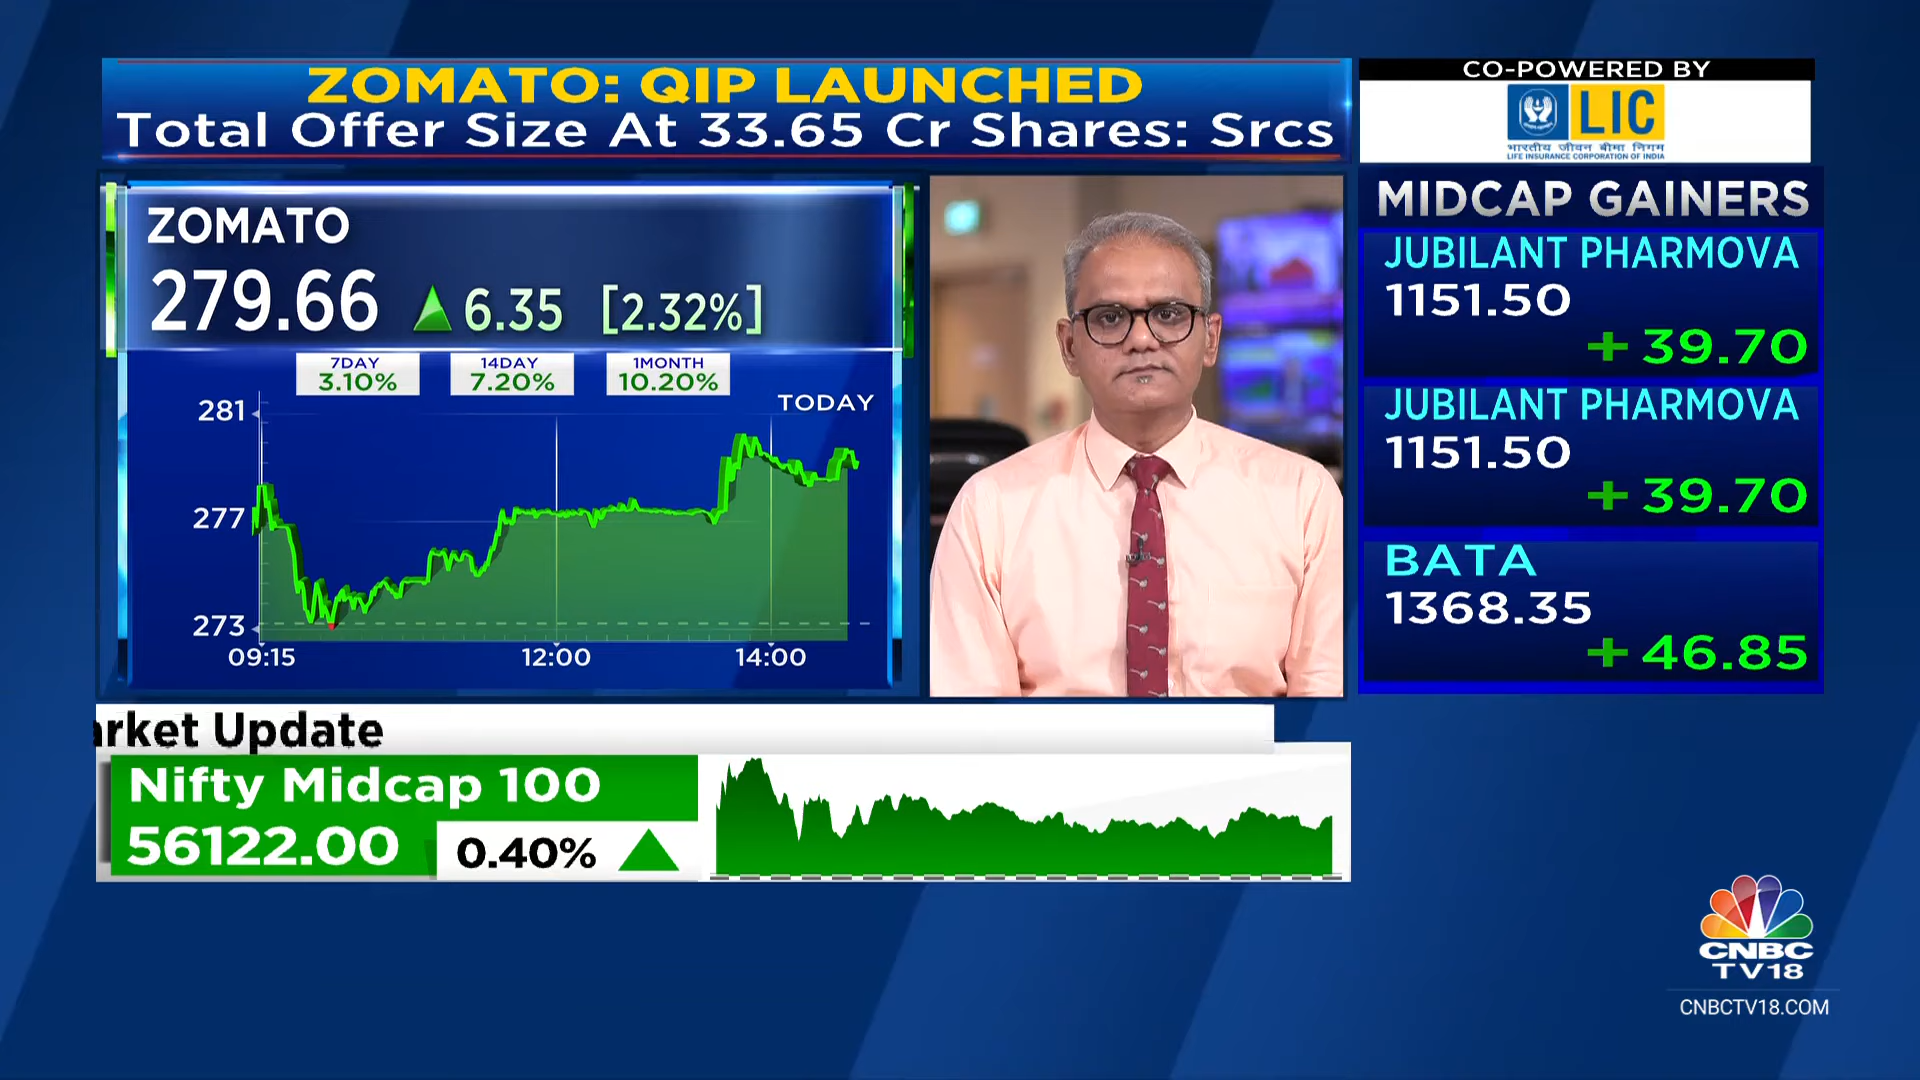 ZOMATO: QIP LAUNCHED
Total Offer Size At 33.65 Cr Shares: Srcs
CO-POWERED BY
LIC
भारतीय जीवन बीमा निगम
LIFE INSURANCE CORPORATION OF INDIA
ZOMATO
279.66 ▲ 6.35 [2.32%]
7DAY
3.10%
14DAY
7.20%
1MONTH
10.20%
TODAY
281
277
273
09:15 12:00 14:00
MIDCAP GAINERS
JUBILANT PHARMOVA
1151.50
+ 39.70
JUBILANT PHARMOVA
1151.50
+ 39.70
BATA
1368.35
+ 46.85
arket Update
Nifty Midcap 100
56122.00 0.40% ▲
CNBC
TV18
CNBCTV18.COM